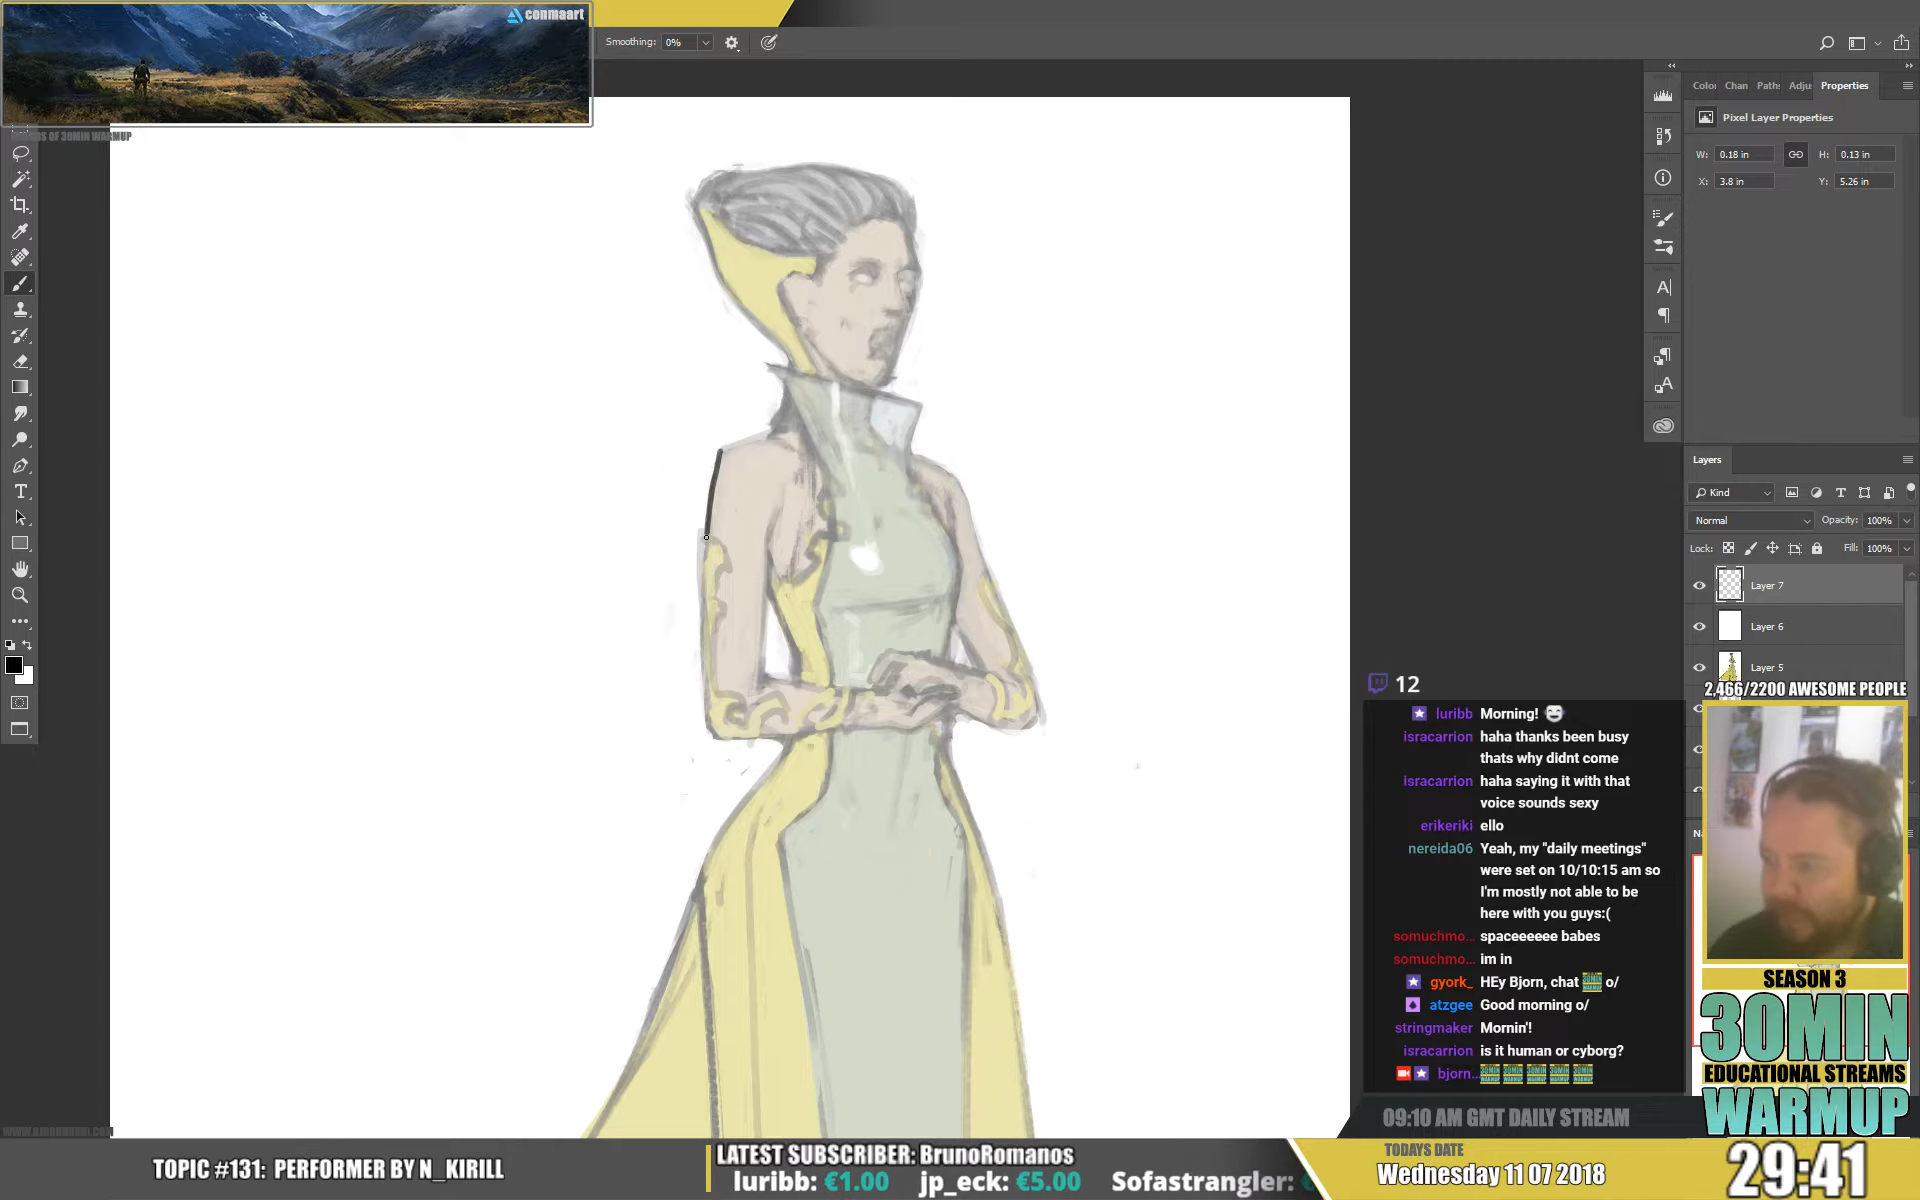 conmaart
Smoothing: 0%
OF 30MIN WARMUP
Color Chan Paths Adju Properties
Pixel Layer Properties
W: 0.18 in H: 0.13 in
X: 3.8 in Y: 5.26 in
Layers
Kind
Normal Opacity: 100%
Lock: Fill: 100%
Layer 7
Layer 6
Layer 5
2,466/2200 AWESOME PEOPLE
12
luribb Morning!
isracarrion haha thanks been busy
thats why didnt come
isracarrion haha saying it with that
voice sounds sexy
erikeriki ello
nereida06 Yeah, my "daily meetings"
were set on 10/10:15 am so
I'm mostly not able to be
here with you guys:(
somuchmo... spaceeeeee babes
somuchmo... im in
gyork_ HEy Bjorn, chat o/
atzgee Good morning o/
stringmaker Mornin'!
isracarrion is it human or cyborg?
bjorn...
SEASON 3
30MIN
EDUCATIONAL STREAMS
WARMUP
09:10 AM GMT DAILY STREAM
TOPIC #131: PERFORMER BY N_KIRILL
LATEST SUBSCRIBER: BrunoRomanos
luribb: €1.00 jp_eck: €5.00 Sofastrangler:
TODAYS DATE
Wednesday 11 07 2018
29:41